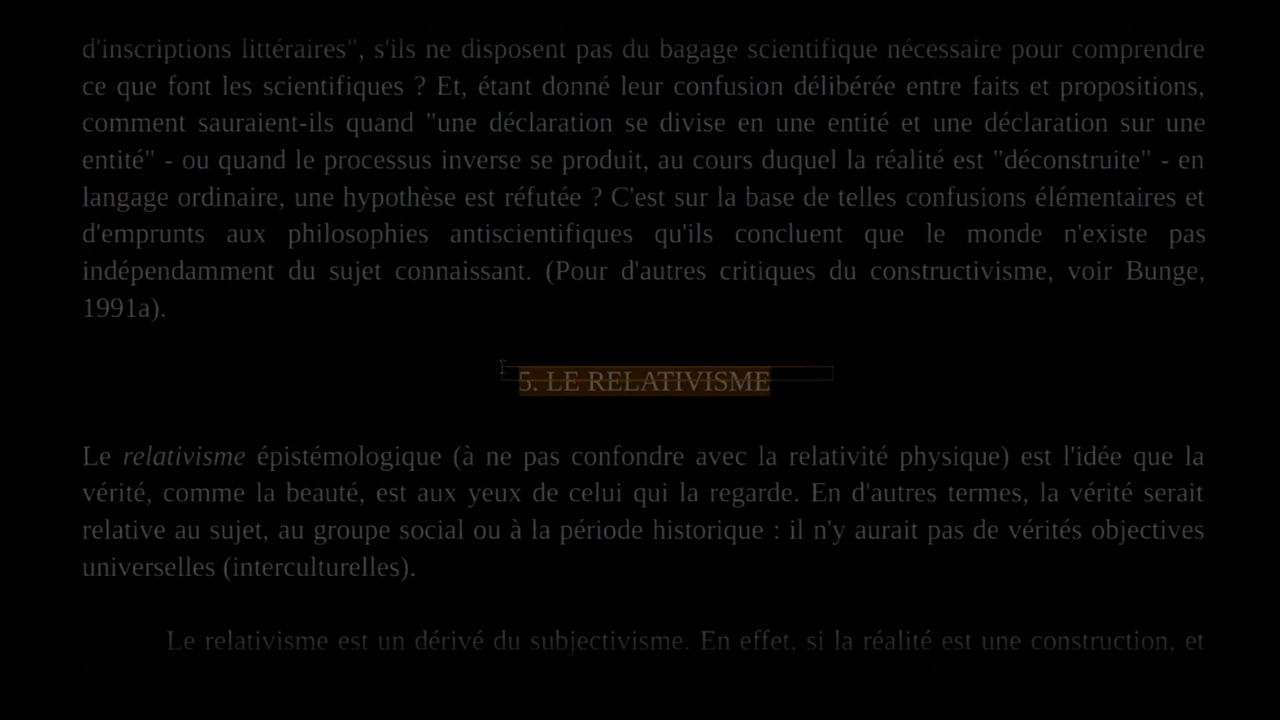 d'inscriptions littéraires", s'ils ne disposent pas du bagage scientifique nécessaire pour comprendre
ce que font les scientifiques ? Et, étant donné leur confusion délibérée entre faits et propositions,
comment sauraient-ils quand "une déclaration se divise en une entité et une déclaration sur une
entité" - ou quand le processus inverse se produit, au cours duquel la réalité est "déconstruite" - en
langage ordinaire, une hypothèse est réfutée ? C'est sur la base de telles confusions élémentaires et
d'emprunts aux philosophies antiscientifiques qu'ils concluent que le monde n'existe pas
indépendamment du sujet connaissant. (Pour d'autres critiques du constructivisme, voir Bunge,
1991a).
5. LE RELATIVISME
Le relativisme épistémologique (à ne pas confondre avec la relativité physique) est l'idée que la
vérité, comme la beauté, est aux yeux de celui qui la regarde. En d'autres termes, la vérité serait
relative au sujet, au groupe social ou à la période historique : il n'y aurait pas de vérités objectives
universelles (interculturelles).
Le relativisme est un dérivé du subjectivisme. En effet, si la réalité est une construction, et